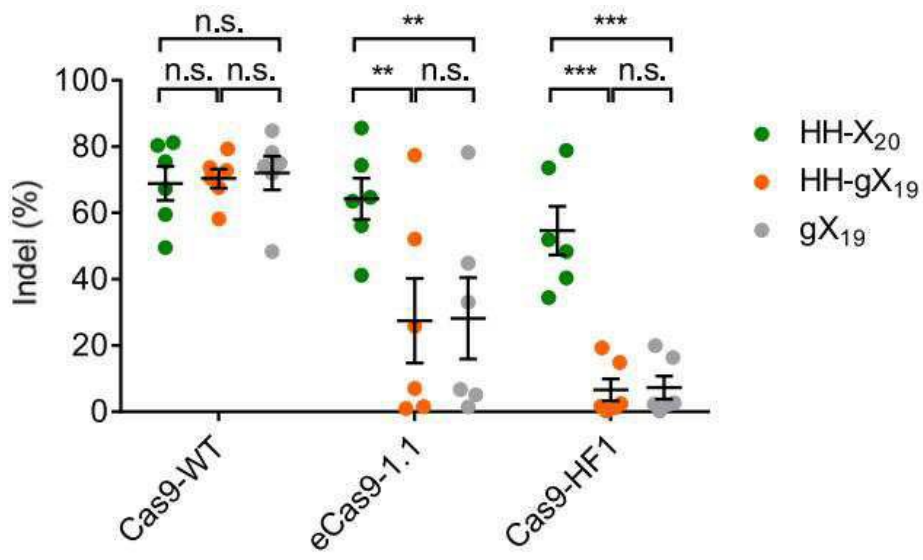 n.s. ** ***
n.s. n.s. ** n.s. *** n.s.
100
80
60
40
20
0
Indel (%)
HH-X₂₀
HH-gX₁₉
gX₁₉
Cas9-WT
eCas9-1.1
Cas9-HF1